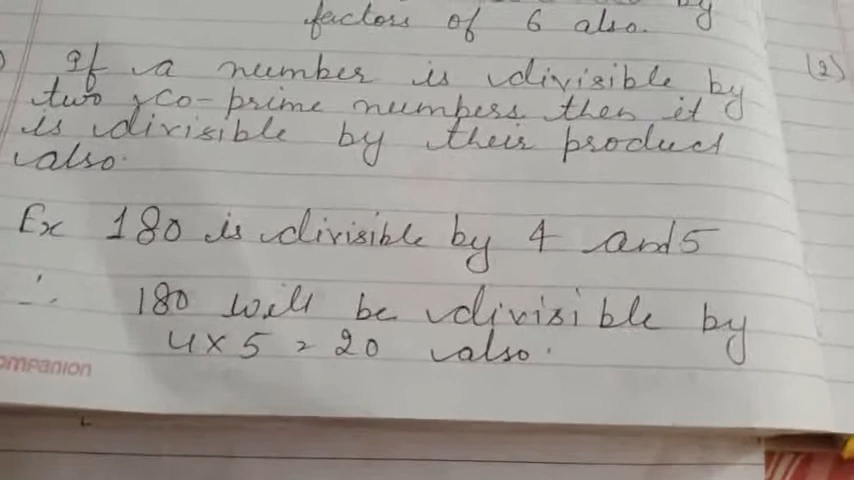 factors of 6 also.
If a number is divisible by (2)
two co-prime numbers then it
is divisible by their product
also.
Ex 180 is divisible by 4 and 5
∴ 180 will be divisible by
4 x 5 = 20 also.
ompanion